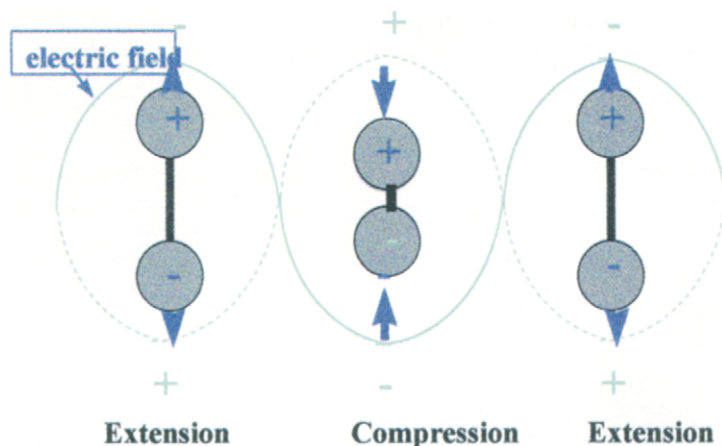 - + -
electric field
+ + +
- - -
+ - +
Extension Compression Extension